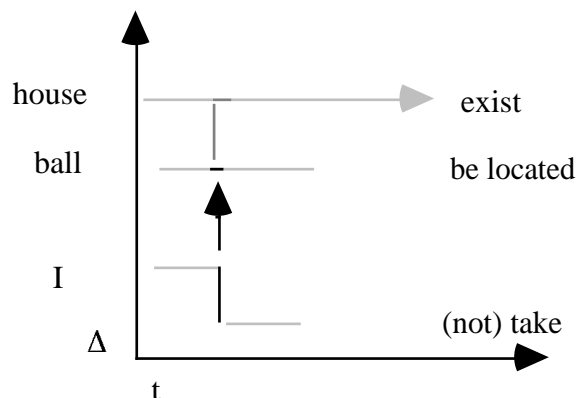 house
exist
ball
be located
I
(not) take
Δ
t